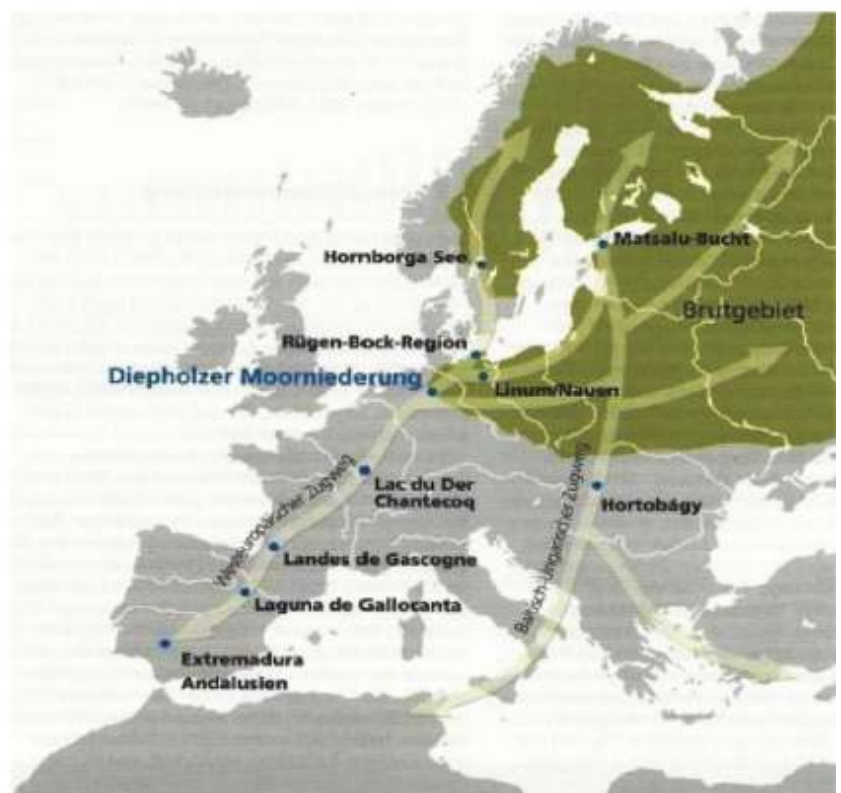 Hornborga See
Matsalu-Bucht
Brutgebiet
Rügen-Bock-Region
Diepholzer Moorniederung
Linum/Nauen
Westeuropäischer Zugweg
Lac du Der
Chantecoq
Baltisch-Ungarischer Zugweg
Hortobágy
Landes de Gascogne
Laguna de Gallocanta
Extremadura
Andalusien